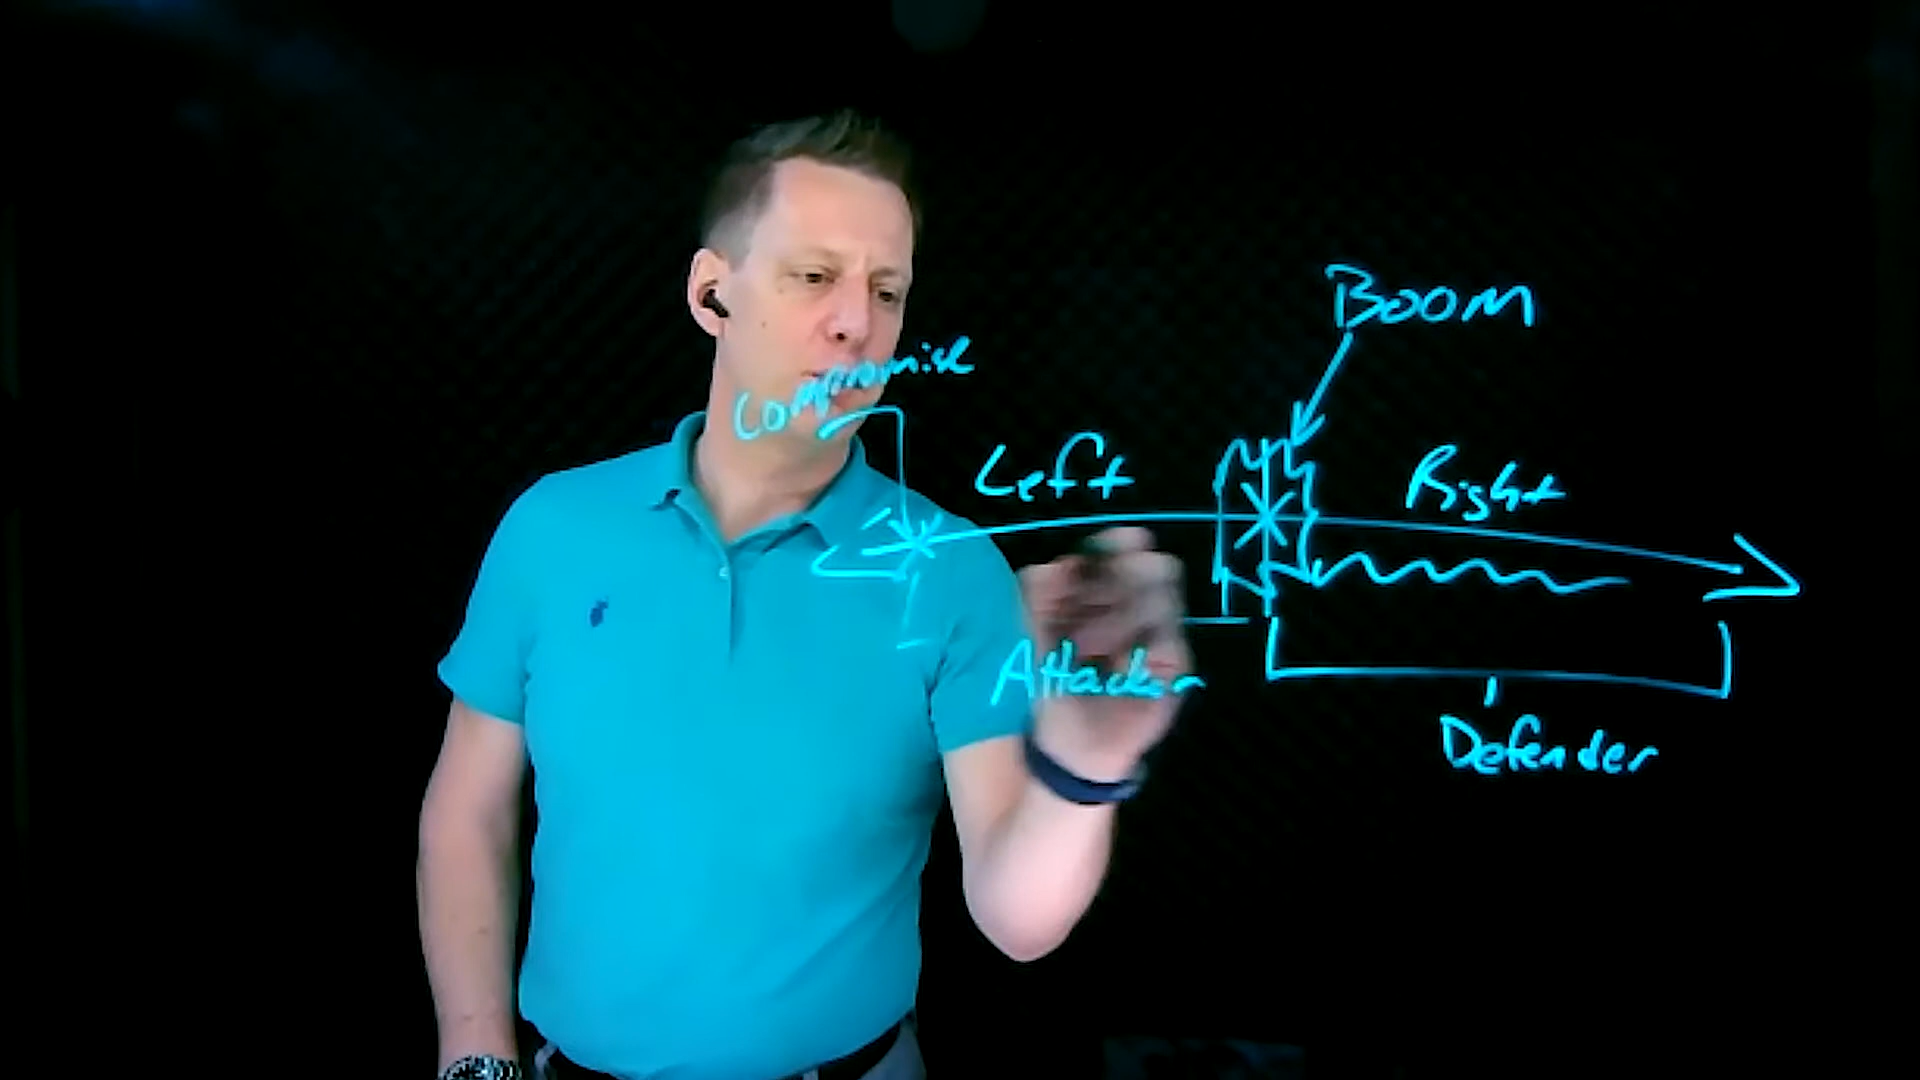 BOOM
Compromise
Left
Right
Attacker
Defender